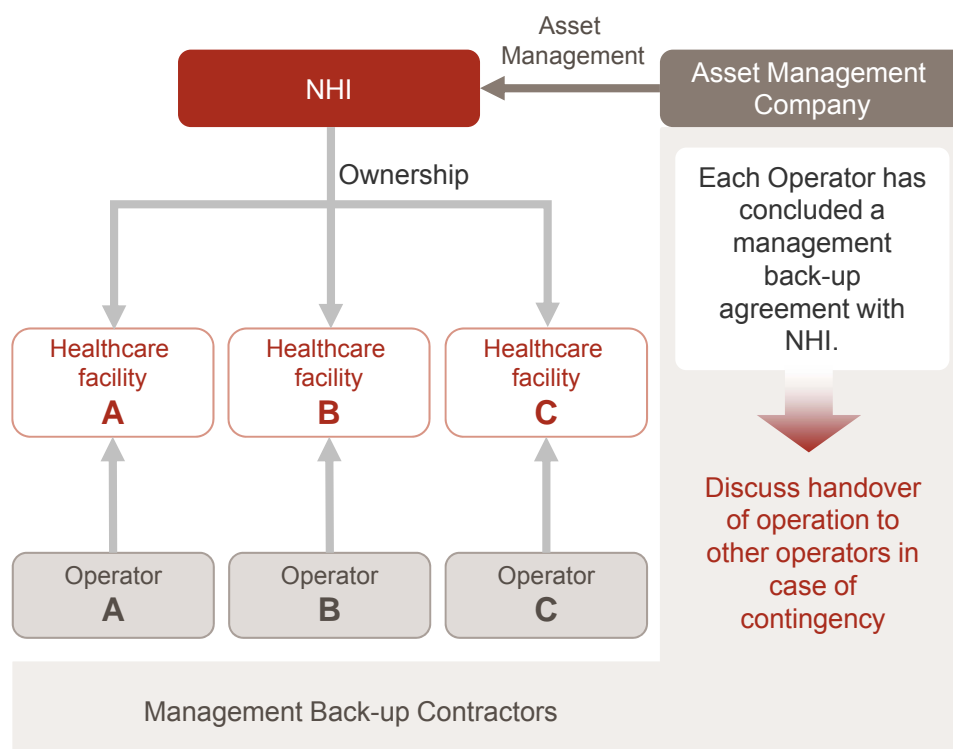 Asset
Management
NHI
Asset Management
Company
Ownership
Each Operator has
concluded a
management
back-up
agreement with
NHI.
Healthcare
facility
A
Healthcare
facility
B
Healthcare
facility
C
Discuss handover
of operation to
other operators in
case of
contingency
Operator
A
Operator
B
Operator
C
Management Back-up Contractors